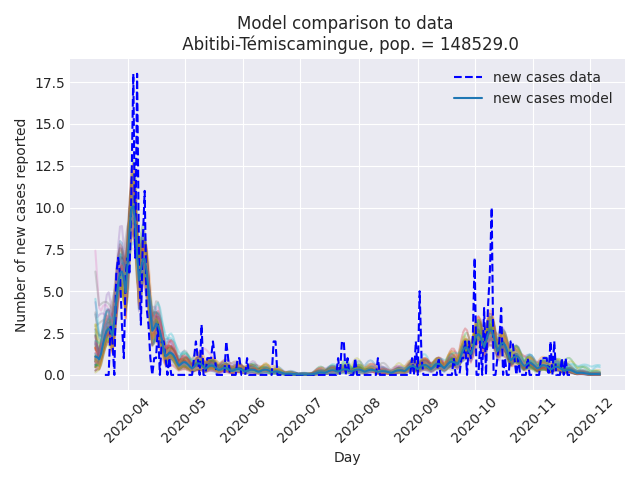 Model comparison to data
Abitibi-Témiscamingue, pop. = 148529.0
new cases data
new cases model
Number of new cases reported
17.5
15.0
12.5
10.0
7.5
5.0
2.5
0.0
2020-04
2020-05
2020-06
2020-07
2020-08
2020-09
2020-10
2020-11
2020-12
Day